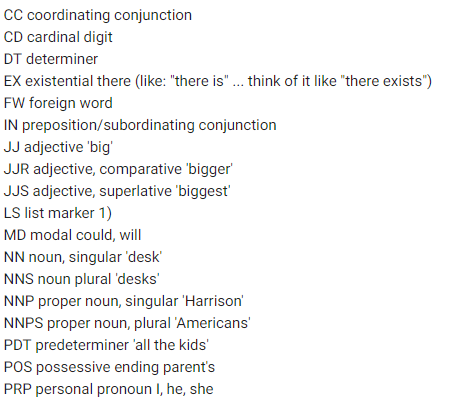 CC coordinating conjunction
CD cardinal digit
DT determiner
EX existential there (like: "there is" ... think of it like "there exists")
FW foreign word
IN preposition/subordinating conjunction
JJ adjective 'big'
JJR adjective, comparative 'bigger'
JJS adjective, superlative 'biggest'
LS list marker 1)
MD modal could, will
NN noun, singular 'desk'
NNS noun plural 'desks'
NNP proper noun, singular 'Harrison'
NNPS proper noun, plural 'Americans'
PDT predeterminer 'all the kids'
POS possessive ending parent's
PRP personal pronoun I, he, she